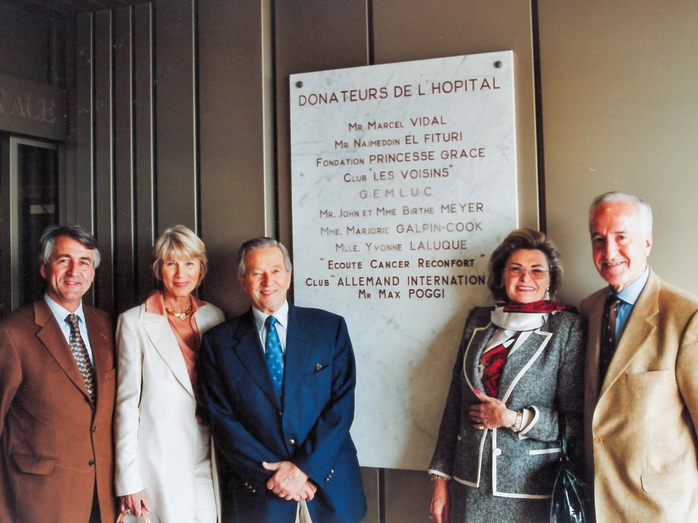 RACE
DONATEURS DE L'HOPITAL
MR MARCEL VIDAL
MR NAJMEDDIN EL FITURI
FONDATION PRINCESSE GRACE
CLUB "LES VOISINS"
G.E.M.L.U.C
MR. JOHN ET MME BIRTHE MEYER
MME. MARJORIE GALPIN-COOK
MLLE. YVONNE LALUQUE
"ECOUTE CANCER RECONFORT"
CLUB ALLEMAND INTERNATION
MR MAX POGGI